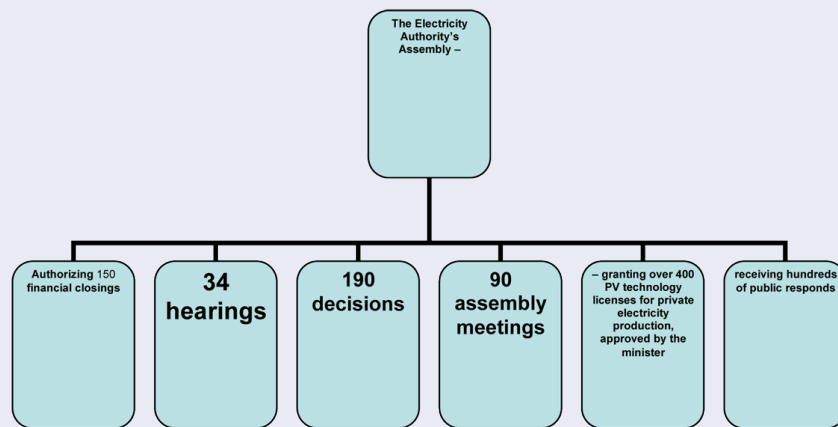 The Electricity
Authority's
Assembly –
Authorizing 150
financial closings
34
hearings
190
decisions
90
assembly
meetings
– granting over 400
PV technology
licenses for private
electricity
production,
approved by the
minister
receiving hundreds
of public responds